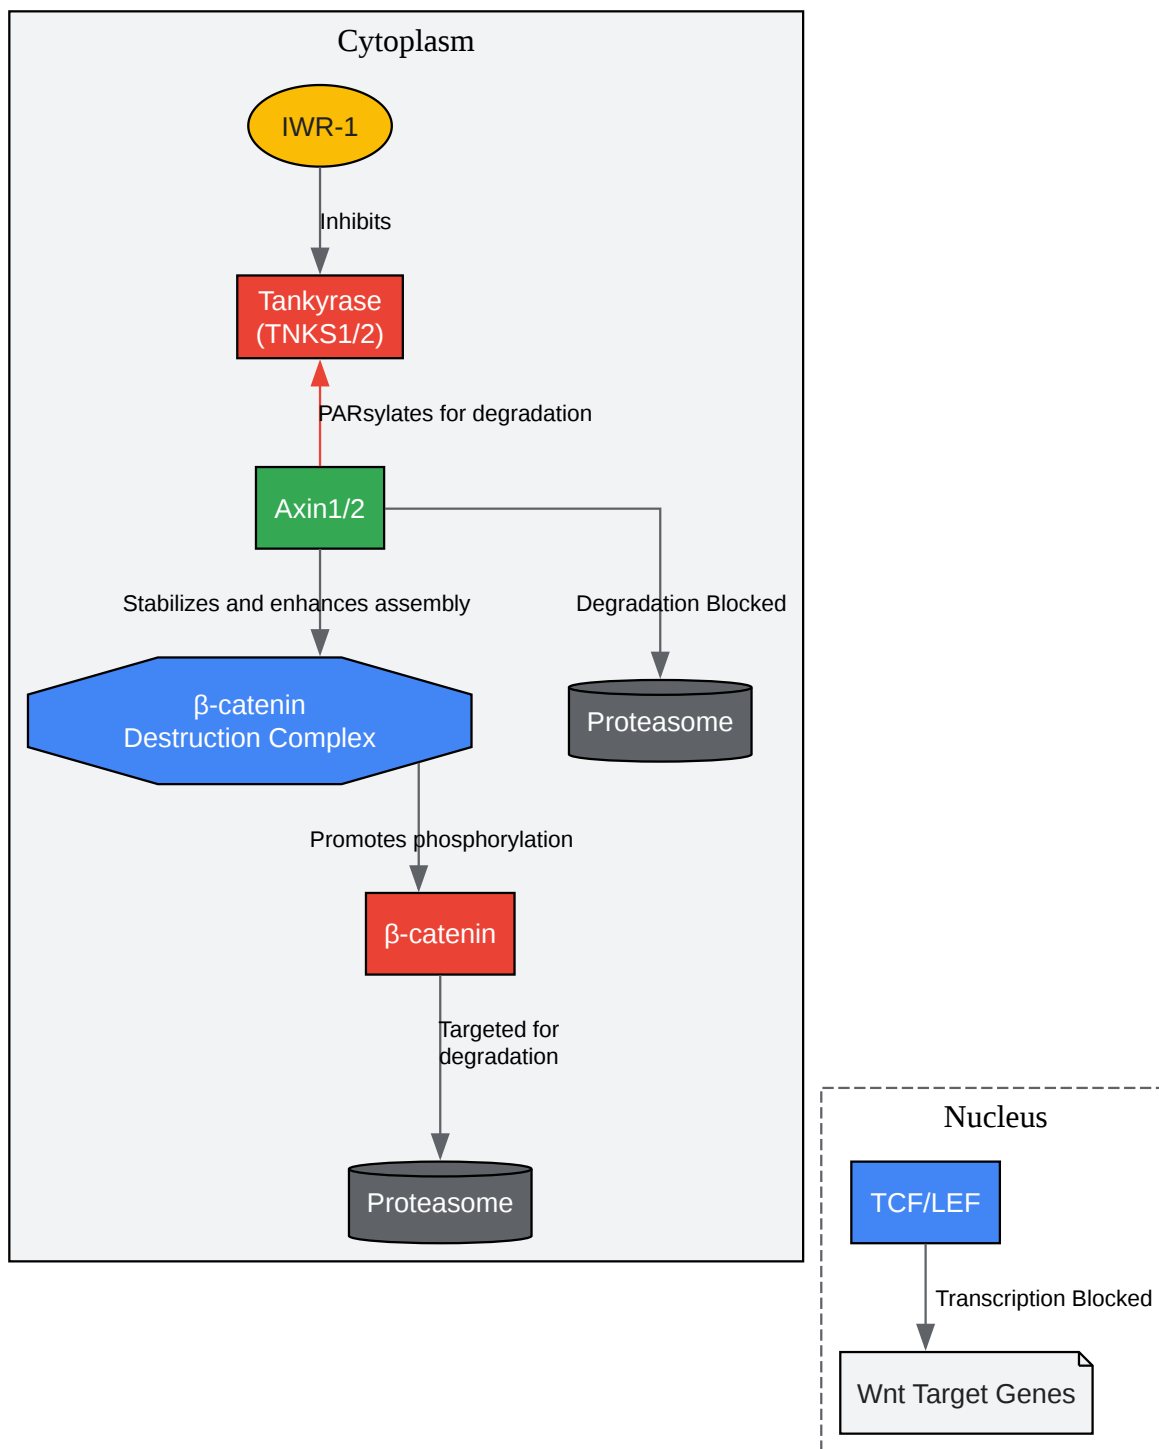 Cytoplasm
IWR-1
Inhibits
Tankyrase
(TNKS1/2)
PARsylates for degradation
Axin1/2
Stabilizes and enhances assembly
Degradation Blocked
β-catenin
Destruction Complex
Proteasome
Promotes phosphorylation
β-catenin
Targeted for
degradation
Proteasome
Nucleus
TCF/LEF
Transcription Blocked
Wnt Target Genes